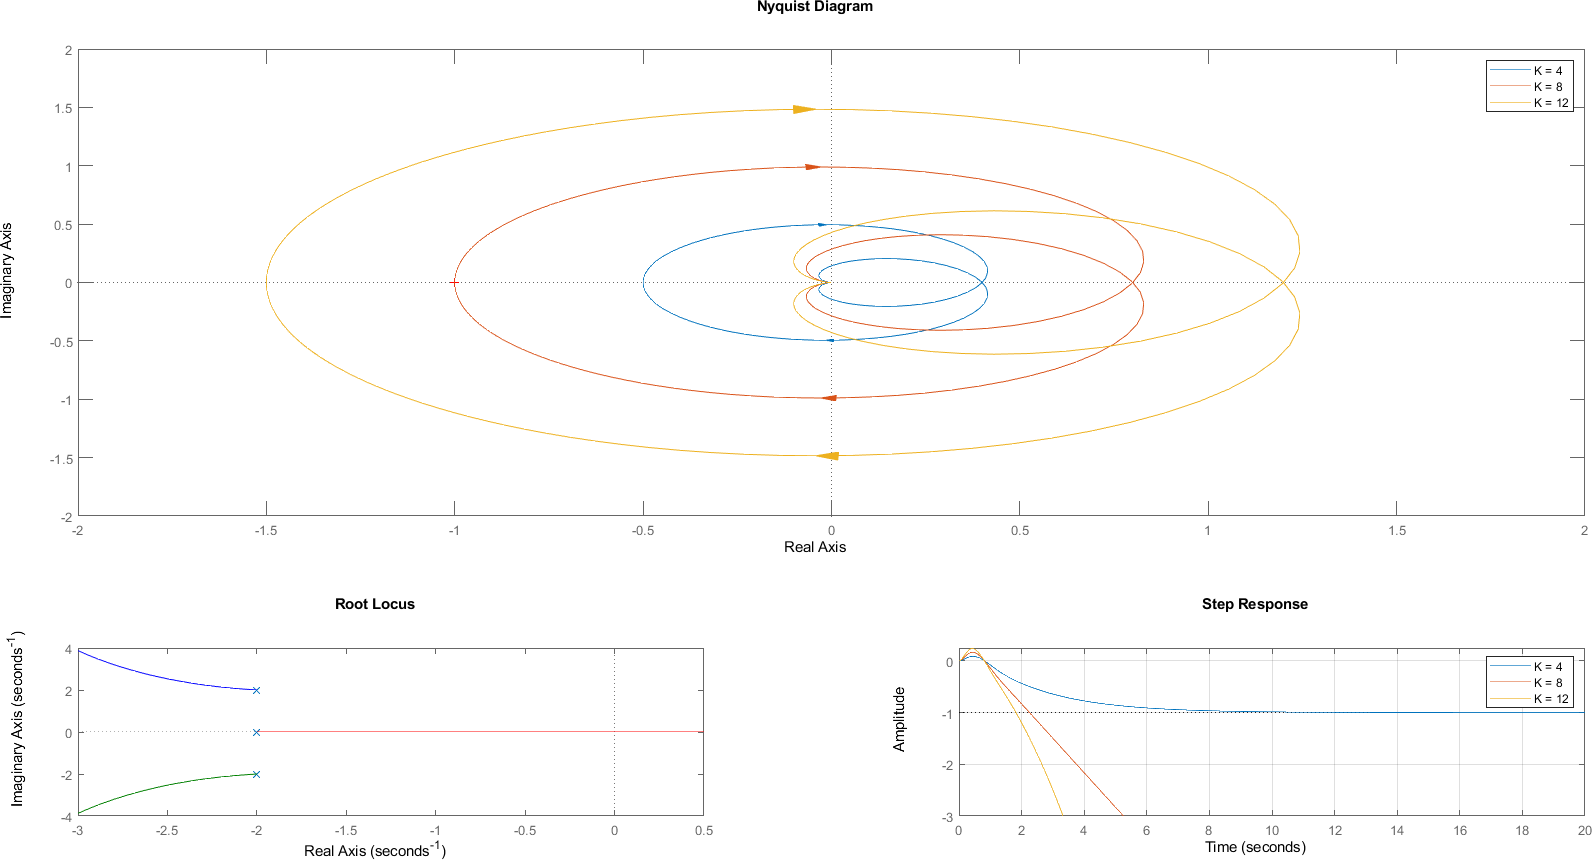 Nyquist Diagram
2
1.5
1
0.5
0
-0.5
-1
-1.5
-2
Imaginary Axis
K = 4
K = 8
K = 12
-2 -1.5 -1 -0.5 0 0.5 1 1.5 2
Real Axis
Root Locus
4
2
0
-2
-4
Imaginary Axis (seconds-1)
-3 -2.5 -2 -1.5 -1 -0.5 0 0.5
Real Axis (seconds-1)
Step Response
0
-1
-2
-3
Amplitude
K = 4
K = 8
K = 12
0 2 4 6 8 10 12 14 16 18 20
Time (seconds)